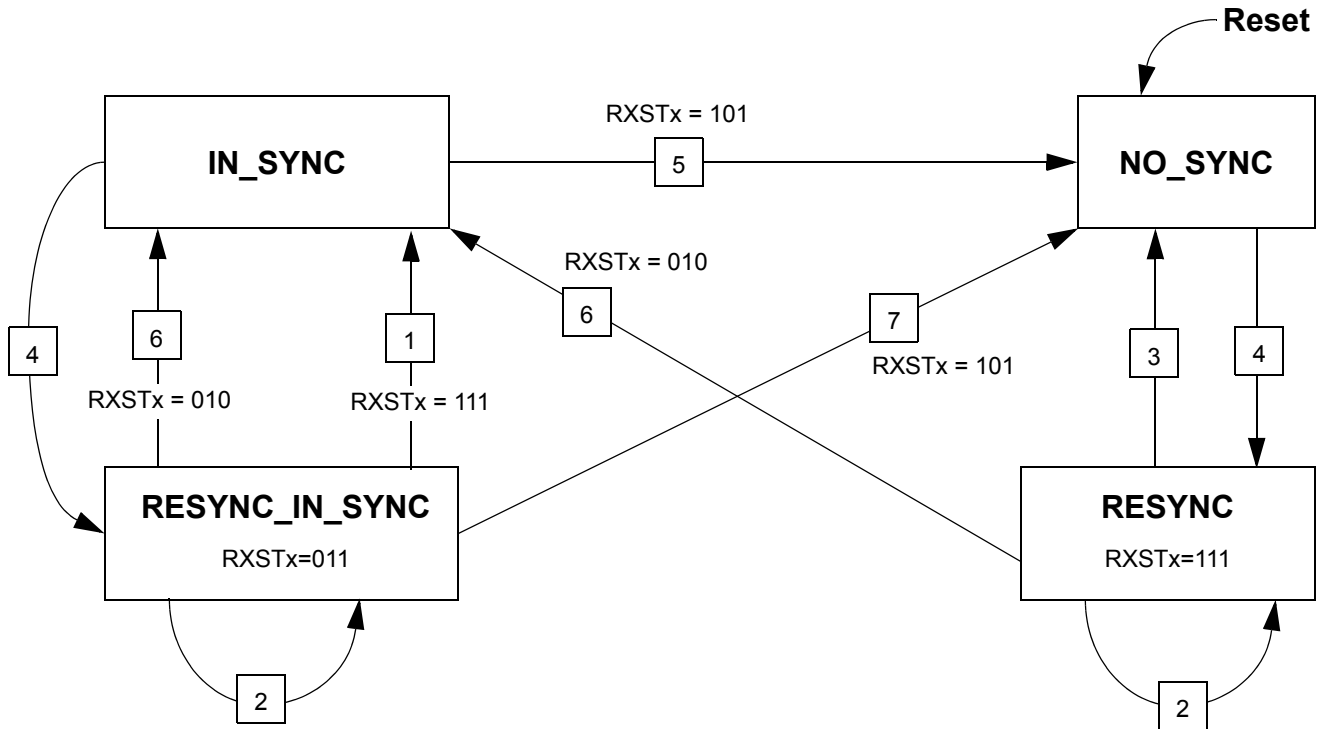 Reset
RXSTx = 101
IN_SYNC
5
NO_SYNC
RXSTx = 010
6
7
RXSTx = 101
4
6
1
3
4
RXSTx = 010
RXSTx = 111
RESYNC_IN_SYNC
RXSTx=011
RESYNC
RXSTx=111
2
2